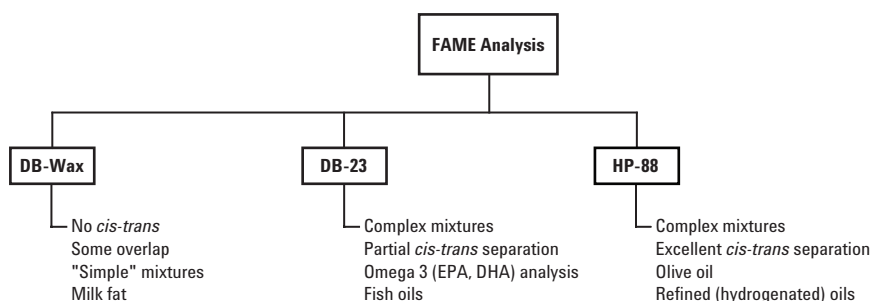 FAME Analysis
DB-Wax
No cis-trans
Some overlap
"Simple" mixtures
Milk fat
DB-23
Complex mixtures
Partial cis-trans separation
Omega 3 (EPA, DHA) analysis
Fish oils
HP-88
Complex mixtures
Excellent cis-trans separation
Olive oil
Refined (hydrogenated) oils